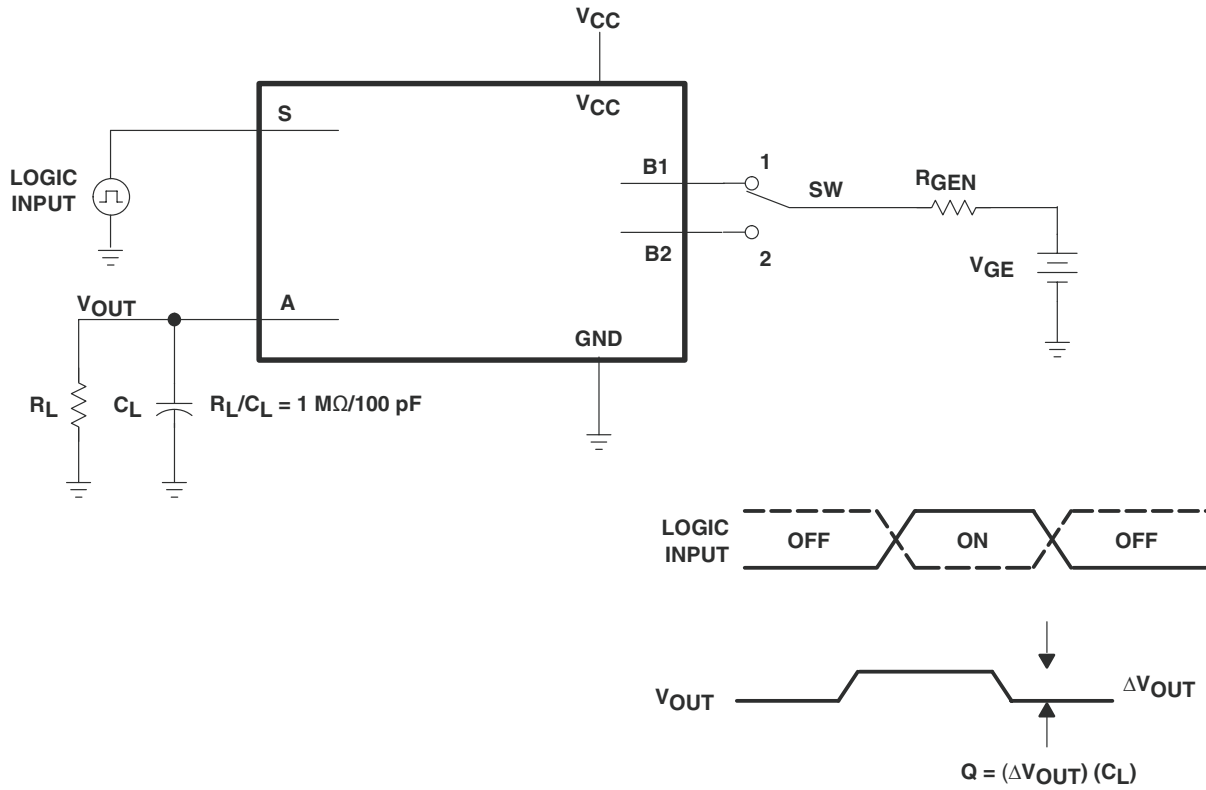 VCC
VCC
S
LOGIC
INPUT
B1
1
SW
RGEN
B2
2
VGE
VOUT
A
GND
RL
CL
RL/CL = 1 MΩ/100 pF
LOGIC
INPUT
OFF
ON
OFF
VOUT
ΔVOUT
Q = (ΔVOUT) (CL)